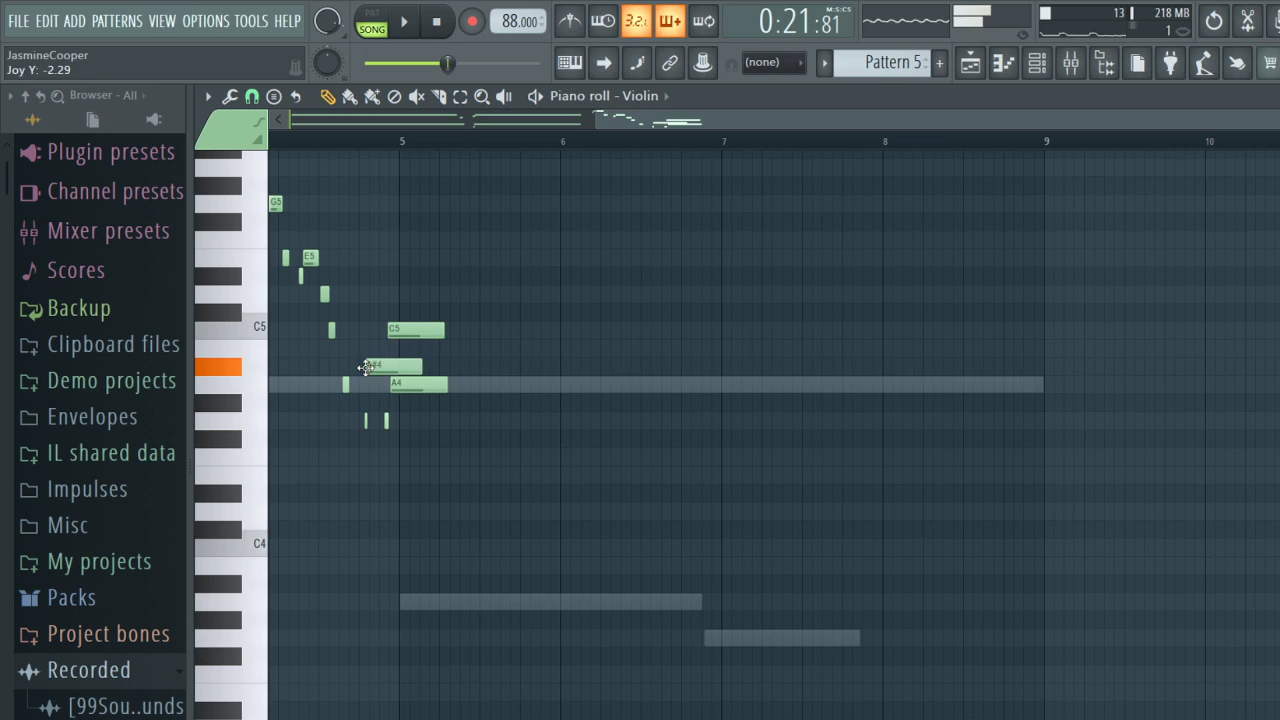 FILE EDIT ADD PATTERNS VIEW OPTIONS TOOLS HELP
PAT
SONG
88.000
3.2.
0:21:81
M:S:CS
13
218 MB
1
JasmineCooper
Joy Y: -2.29
(none)
Pattern 5
Browser - All
Piano roll - Violin
5 6 7 8 9 10
Plugin presets
Channel presets
Mixer presets
Scores
Backup
Clipboard files
Demo projects
Envelopes
IL shared data
Impulses
Misc
My projects
Packs
Project bones
Recorded
[99Sou..unds
G5
E5
C5
C5
A4
C4